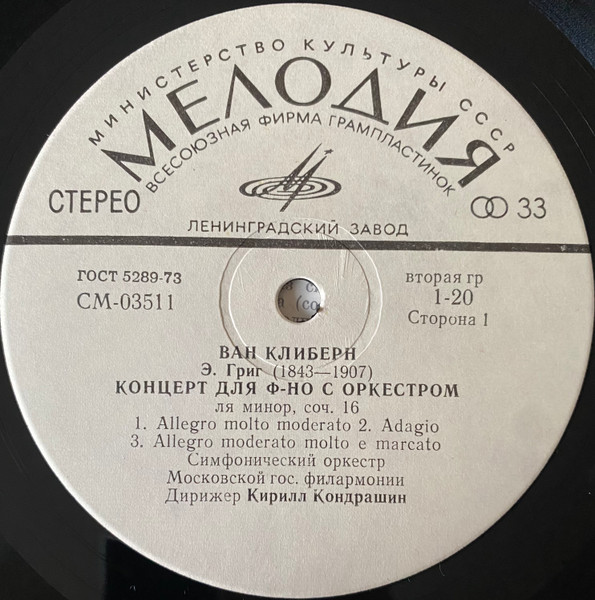 МИНИСТЕРСТВО КУЛЬТУРЫ СССР
МЕЛОДИЯ
ВСЕСОЮЗНАЯ ФИРМА ГРАМПЛАСТИНОК
СТЕРЕО
33
ЛЕНИНГРАДСКИЙ ЗАВОД
ГОСТ 5289-73
СМ-03511
вторая гр
1-20
Сторона 1
ВАН КЛИБЕРН
Э. Григ (1843—1907)
КОНЦЕРТ ДЛЯ Ф-НО С ОРКЕСТРОМ
ля минор, соч. 16
1. Allegro molto moderato 2. Adagio
3. Allegro moderato molto e marcato
Симфонический оркестр
Московской гос. филармонии
Дирижер Кирилл Кондрашин